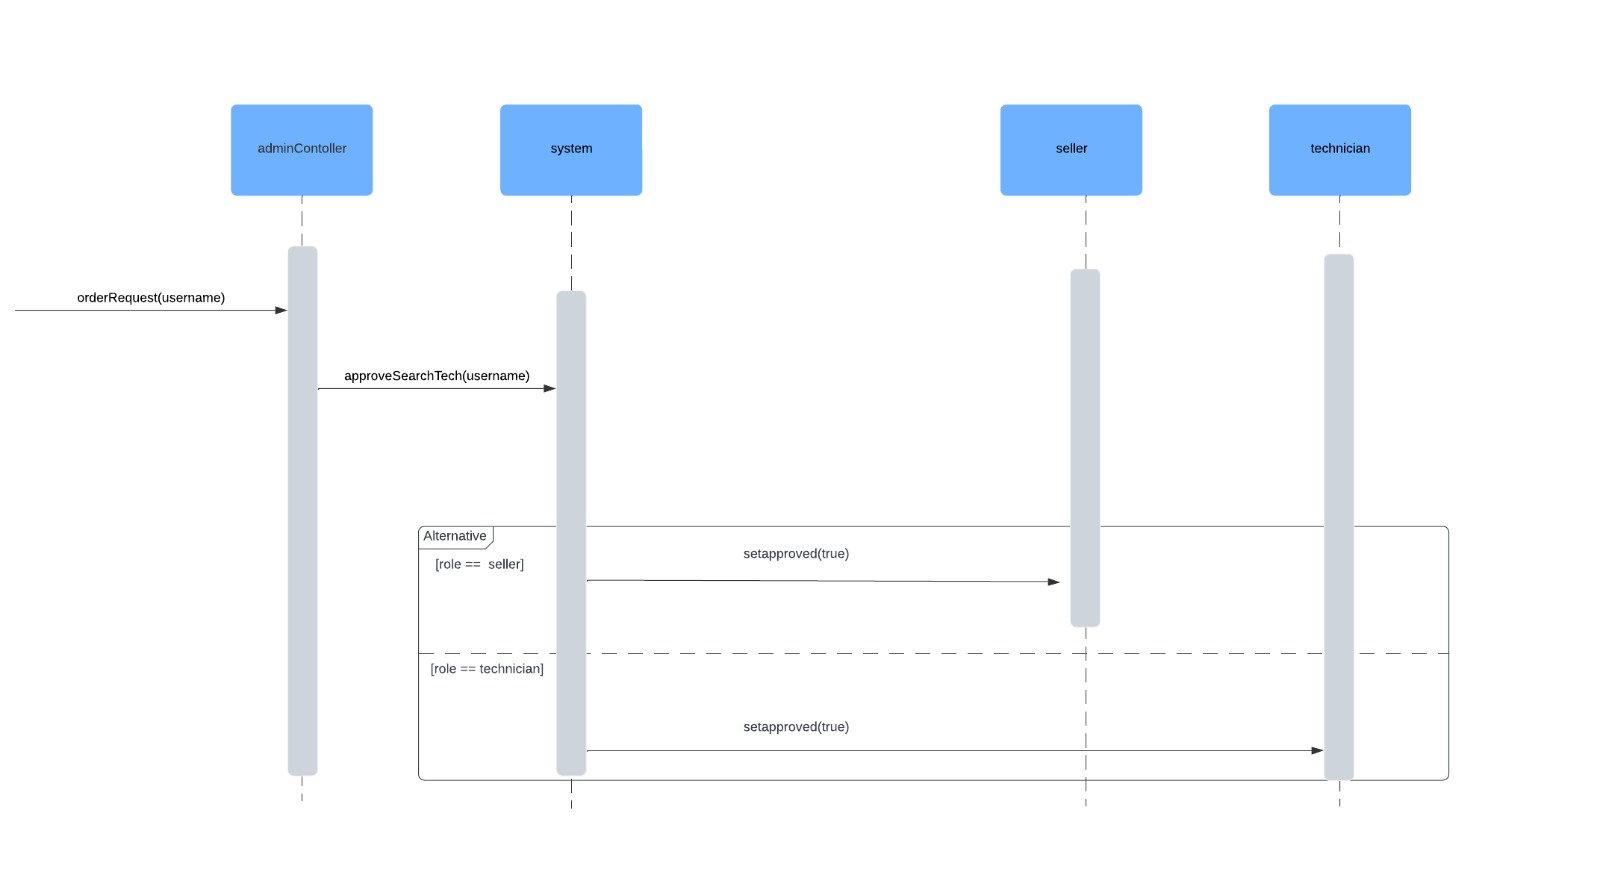 adminContoller
system
seller
technician
orderRequest(username)
approveSearchTech(username)
Alternative
setapproved(true)
[role ==  seller]
[role == technician]
setapproved(true)